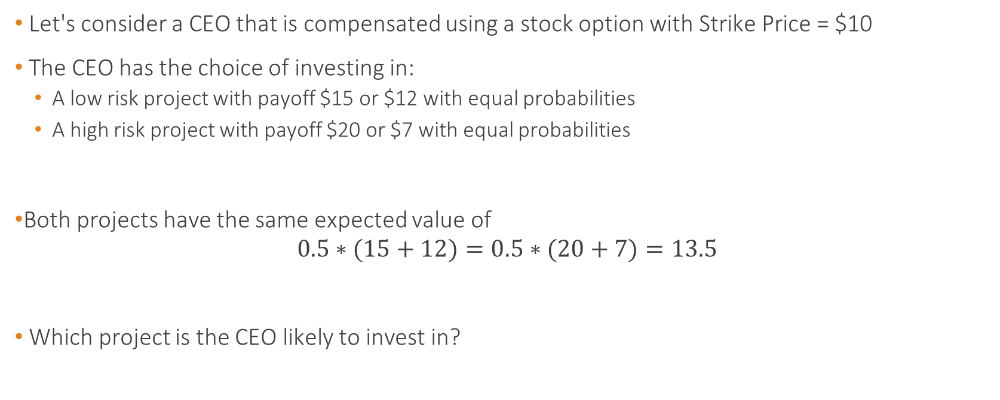 • Let's consider a CEO that is compensated using a stock option with Strike Price = $10
• The CEO has the choice of investing in:
• A low risk project with payoff $15 or $12 with equal probabilities
• A high risk project with payoff $20 or $7 with equal probabilities
•Both projects have the same expected value of
0.5 ∗ (15 + 12) = 0.5 ∗ (20 + 7) = 13.5
• Which project is the CEO likely to invest in?